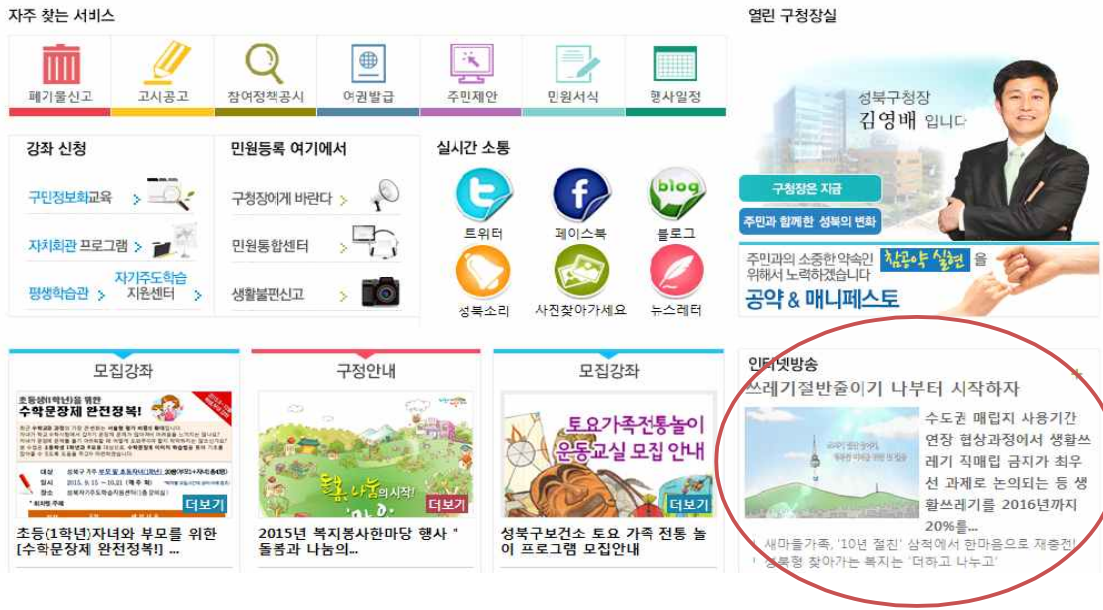 자주 찾는 서비스
폐기물신고
고시공고
참여정책공시
여권발급
주민제안
민원서식
행사일정
강좌 신청
구민정보화교육
자치회관 프로그램
평생학습관
자기주도학습
지원센터
민원등록 여기에서
구청장에게 바란다
민원통합센터
생활불편신고
실시간 소통
blog
트위터
페이스북
블로그
성북소리
사진찾아가세요
뉴스레터
열린 구청장실
성북구청장
김영배 입니다
구청장은 지금
주민과 함께한 성북의 변화
주민과의 소중한 약속인 참공약 실현 을
위해서 노력하겠습니다
공약 & 매니페스토
모집강좌
초등생(1학년)을 위한
수학문장제 완전정복!
대상
일시 2015. 9. 15
장소
더보기
초등(1학년)자녀와 부모를 위한
[수학문장제 완전정복!] ...
구정안내
돌봄, 나눔의 시작!
더보기
2015년 복지봉사한마당 행사 "
돌봄과 나눔의...
모집강좌
토요가족전통놀이
운동교실 모집 안내
더보기
성북구보건소 토요 가족 전통 놀
이 프로그램 모집안내
인터넷방송
쓰레기절반줄이기 나부터 시작하자
수도권 매립지 사용기간
연장 협상과정에서 생활쓰
레기 직매립 금지가 최우
선 과제로 논의되는 등 생
활쓰레기를 2016년까지
20%를...
새마을가족, '10년 절친' 삼척에서 한마음으로 재충전!
성북형 찾아가는 복지는 '더하고 나누고'